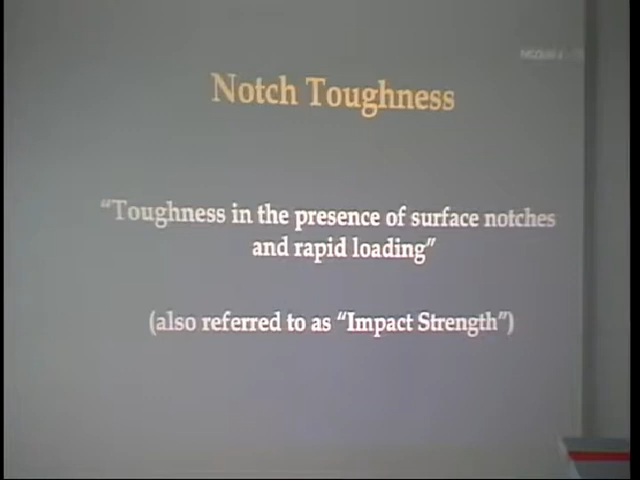 Notch Toughness
“Toughness in the presence of surface notches
and rapid loading”
(also referred to as “Impact Strength”)